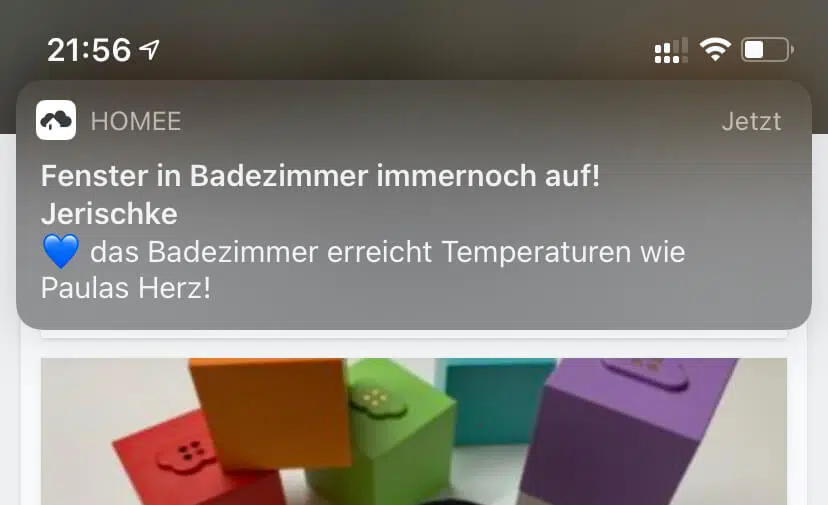 21:56
HOMEE
Jetzt
Fenster in Badezimmer immernoch auf!
Jerischke
💙 das Badezimmer erreicht Temperaturen wie
Paulas Herz!